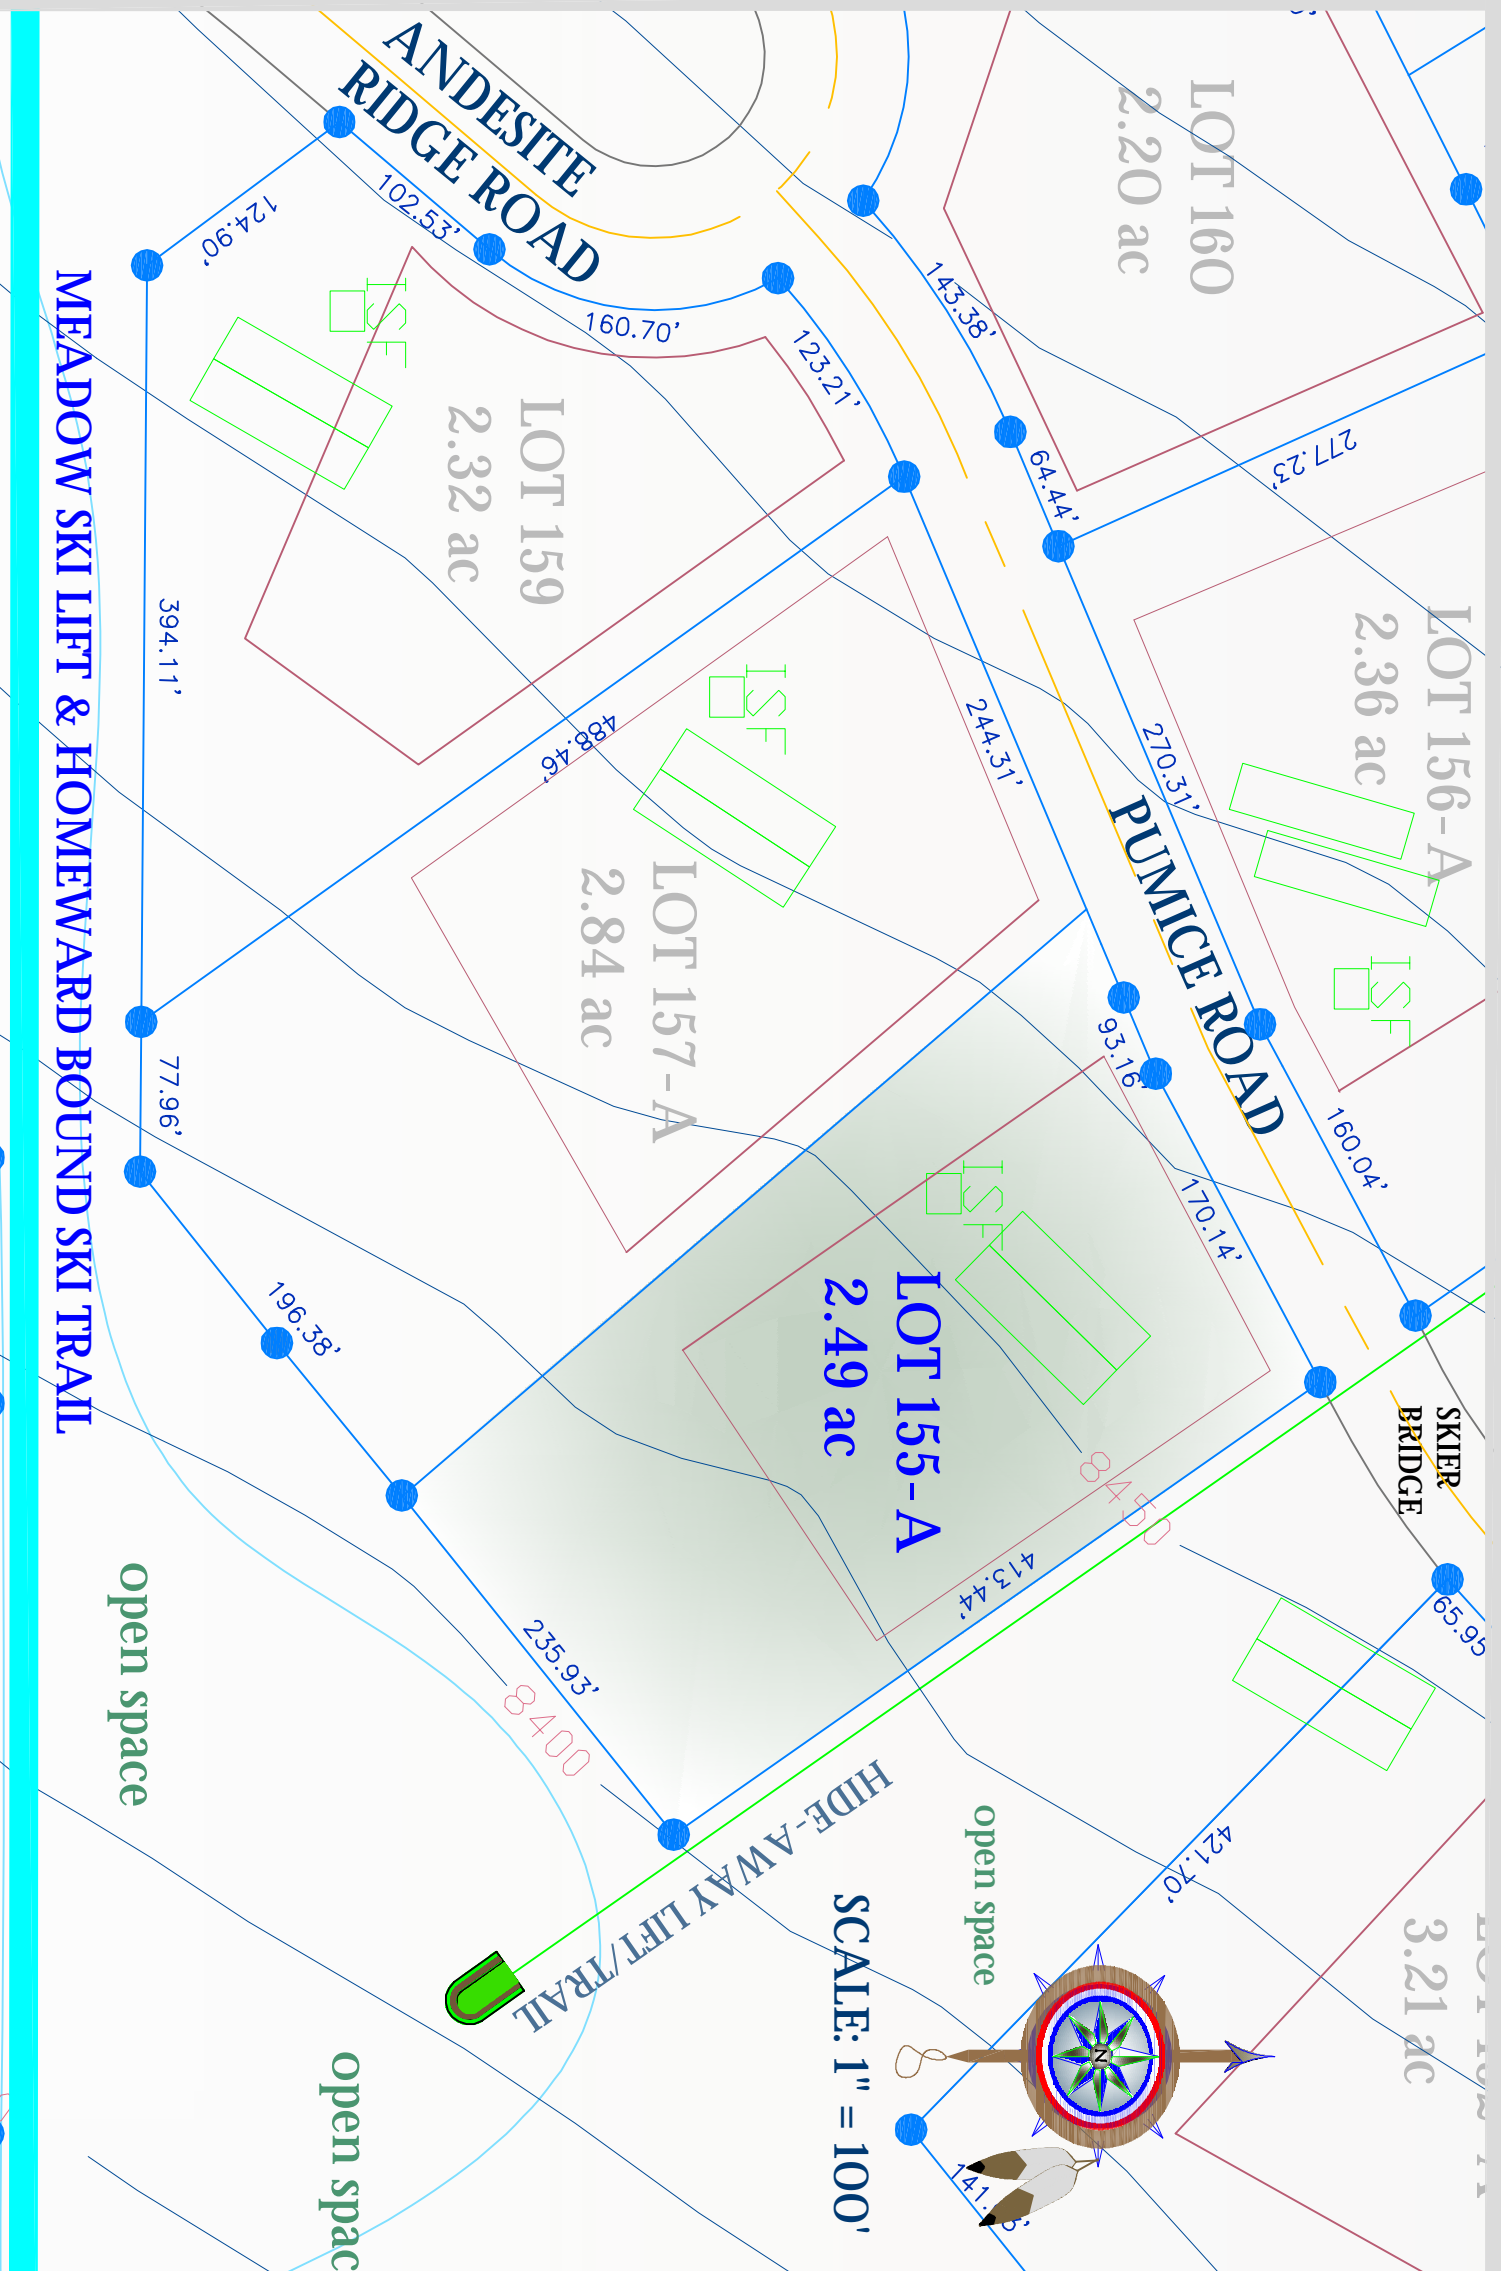 ANDESITE
RIDGE ROAD
LOT 160
2.20 ac
124.90'
102.53'
160.70'
123.21'
143.38'
64.44'
277.23'
ISF
LOT 159
2.32 ac
394.11'
488.46'
244.31'
270.31'
PUMICE ROAD
LOT 156-A
2.36 ac
ISF
ISF
LOT 157-A
2.84 ac
93.16'
170.14'
160.04'
77.96'
196.38'
ISF
LOT 155-A
2.49 ac
8450
413.44'
235.93'
8400
SKIER
BRIDGE
65.95
421.70'
HIDE-AWAY LIFT/TRAIL
MEADOW SKI LIFT & HOMEWARD BOUND SKI TRAIL
open space
open space
open spac
SCALE: 1" = 100'
N
3.21 ac